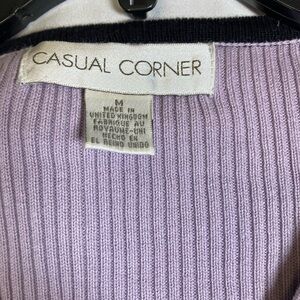 CASUAL CORNER
M
MADE IN
UNITED KINGDOM
FABRIQUE AU
ROYAUME-UNI
HECHO EN
EL REINO UNIDO